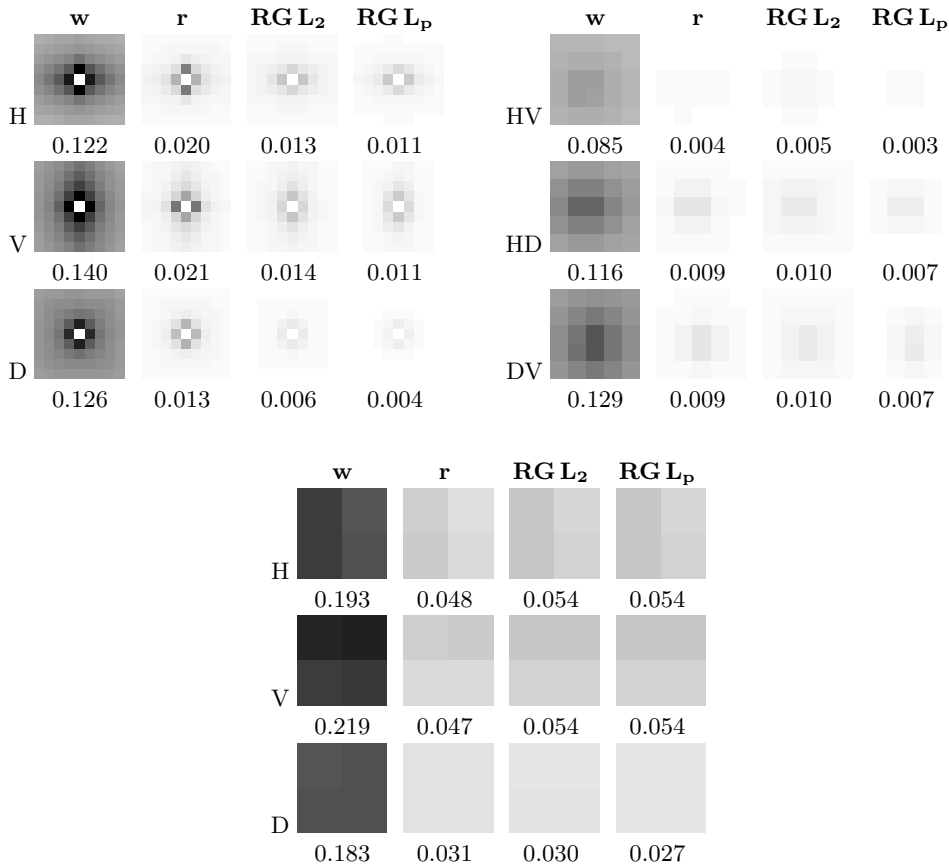 w r RG L₂ RG Lₚ
H
0.122 0.020 0.013 0.011
V
0.140 0.021 0.014 0.011
D
0.126 0.013 0.006 0.004
w r RG L₂ RG Lₚ
HV
0.085 0.004 0.005 0.003
HD
0.116 0.009 0.010 0.007
DV
0.129 0.009 0.010 0.007
w r RG L₂ RG Lₚ
H
0.193 0.048 0.054 0.054
V
0.219 0.047 0.054 0.054
D
0.183 0.031 0.030 0.027